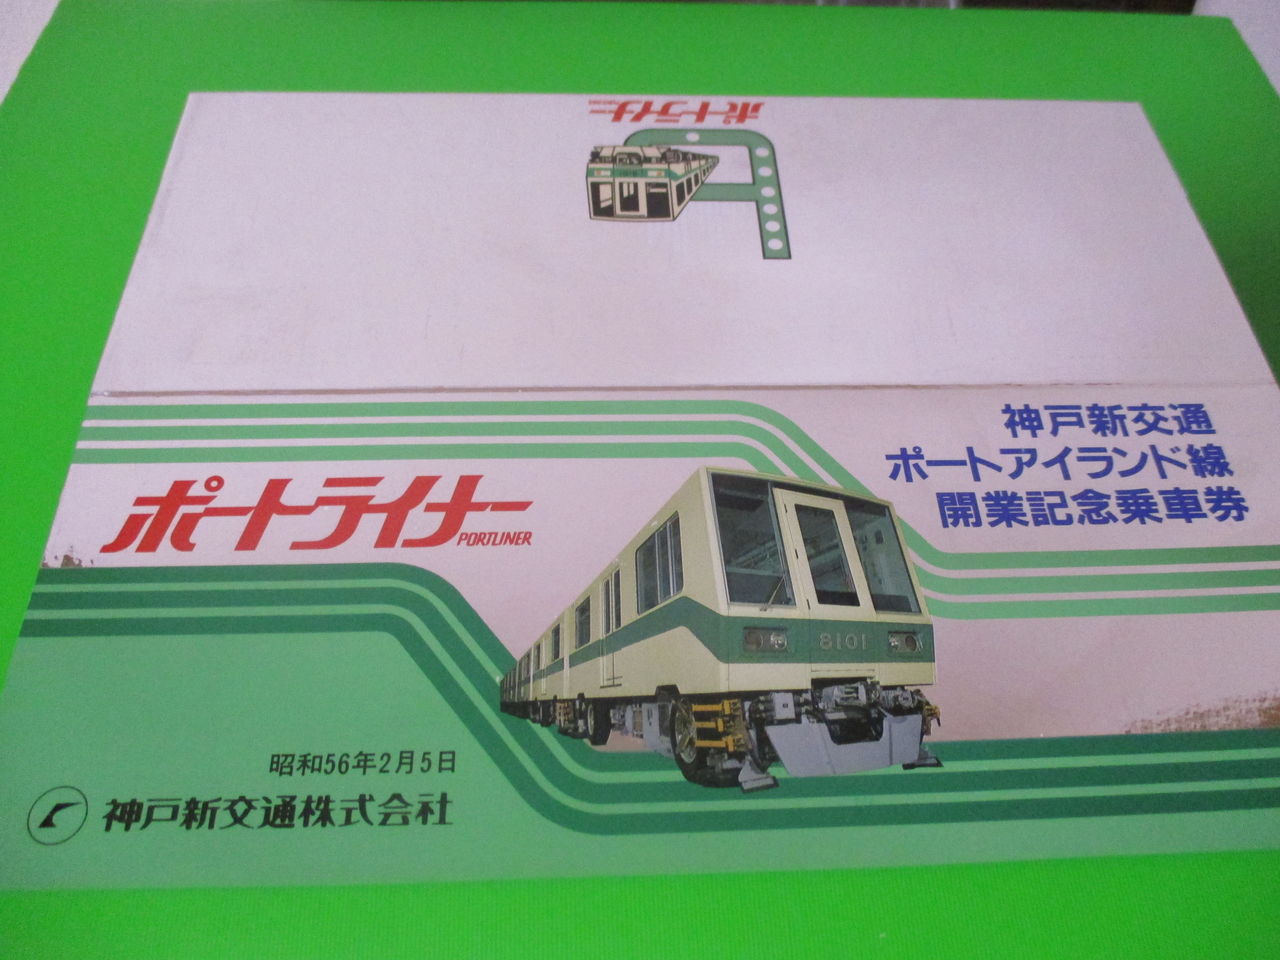 ポートライナー
神戸新交通
ポートアイランド線
開業記念乗車券
ポートライナー
PORTLINER
8101
昭和56年2月5日
神戸新交通株式会社